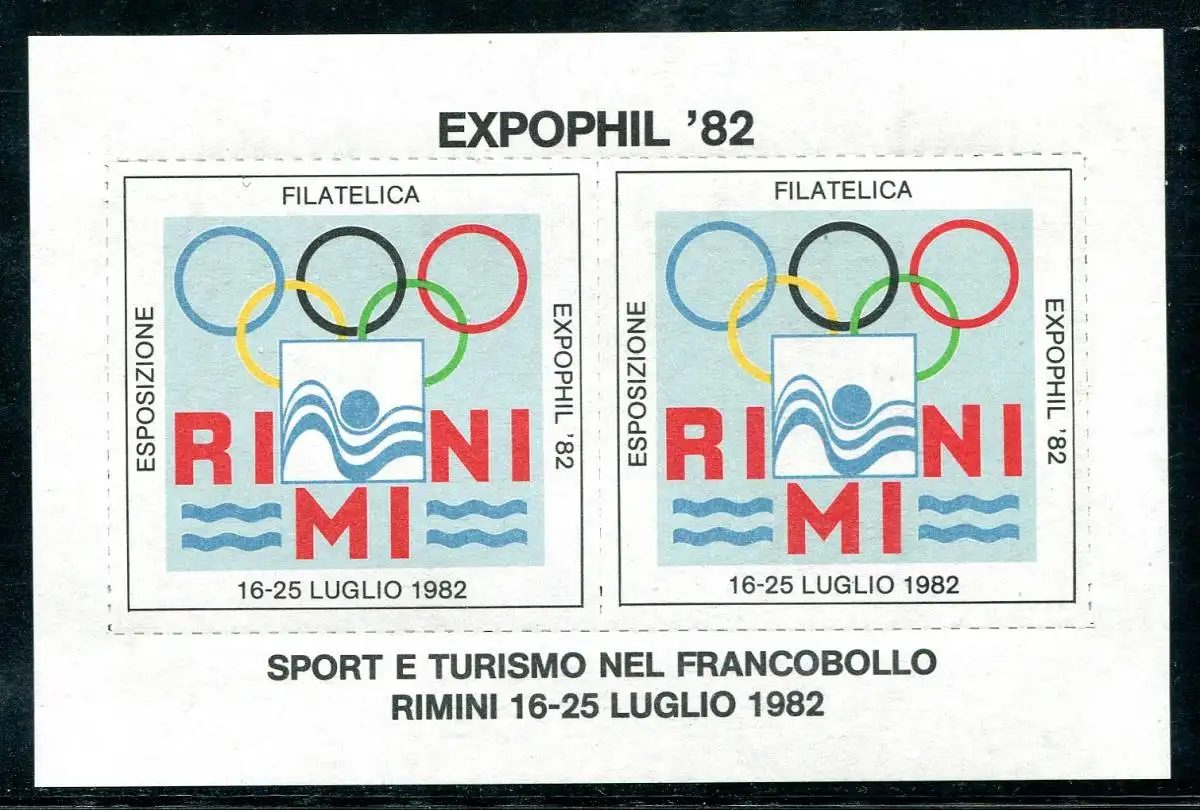 EXPOPHIL '82
FILATELICA
ESPOSIZIONE
EXPOPHIL '82
RI NI
MI
16-25 LUGLIO 1982
FILATELICA
ESPOSIZIONE
EXPOPHIL '82
RI NI
MI
16-25 LUGLIO 1982
SPORT E TURISMO NEL FRANCOBOLLO
RIMINI 16-25 LUGLIO 1982